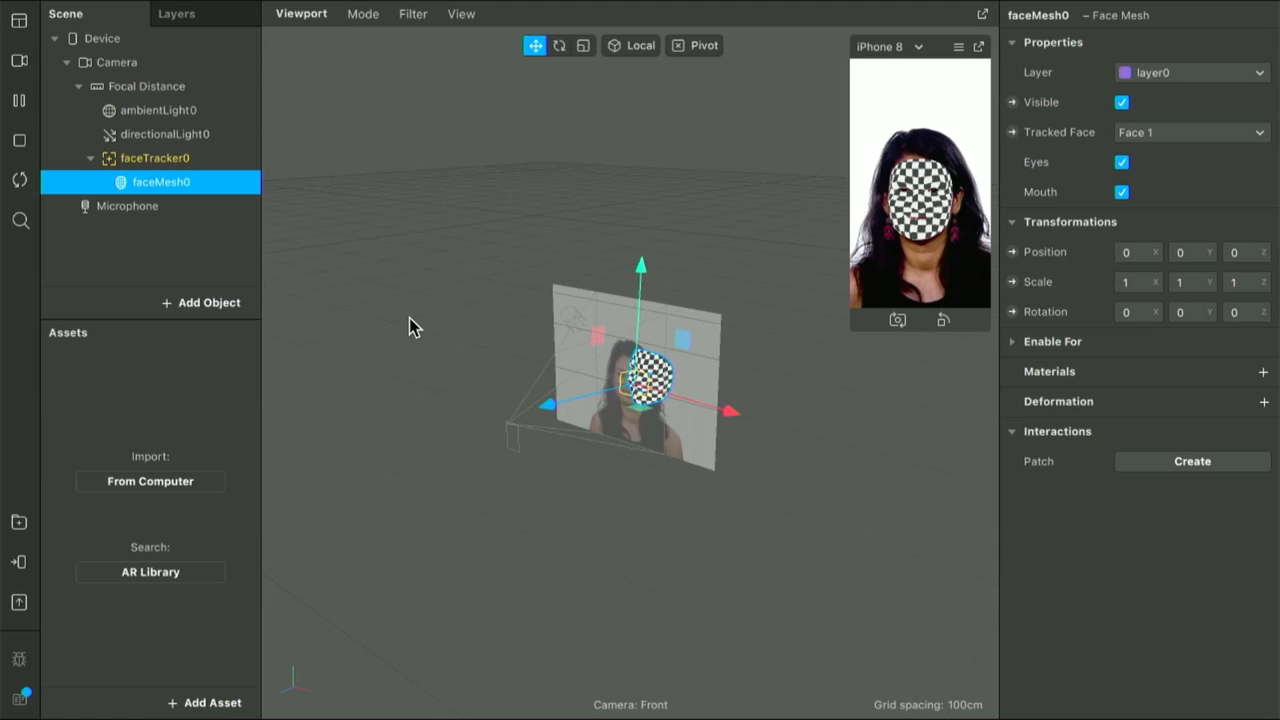 Scene
Layers
Device
Camera
Focal Distance
ambientLight0
directionalLight0
faceTracker0
faceMesh0
Microphone
+ Add Object
Assets
Import:
From Computer
Search:
AR Library
+ Add Asset
Viewport Mode Filter View
Local Pivot
iPhone 8
Camera: Front
Grid spacing: 100cm
faceMesh0 – Face Mesh
Properties
Layer layer0
Visible
Tracked Face Face 1
Eyes
Mouth
Transformations
Position 0 X 0 Y 0 Z
Scale 1 X 1 Y 1 Z
Rotation 0 X 0 Y 0 Z
Enable For
Materials +
Deformation +
Interactions
Patch Create